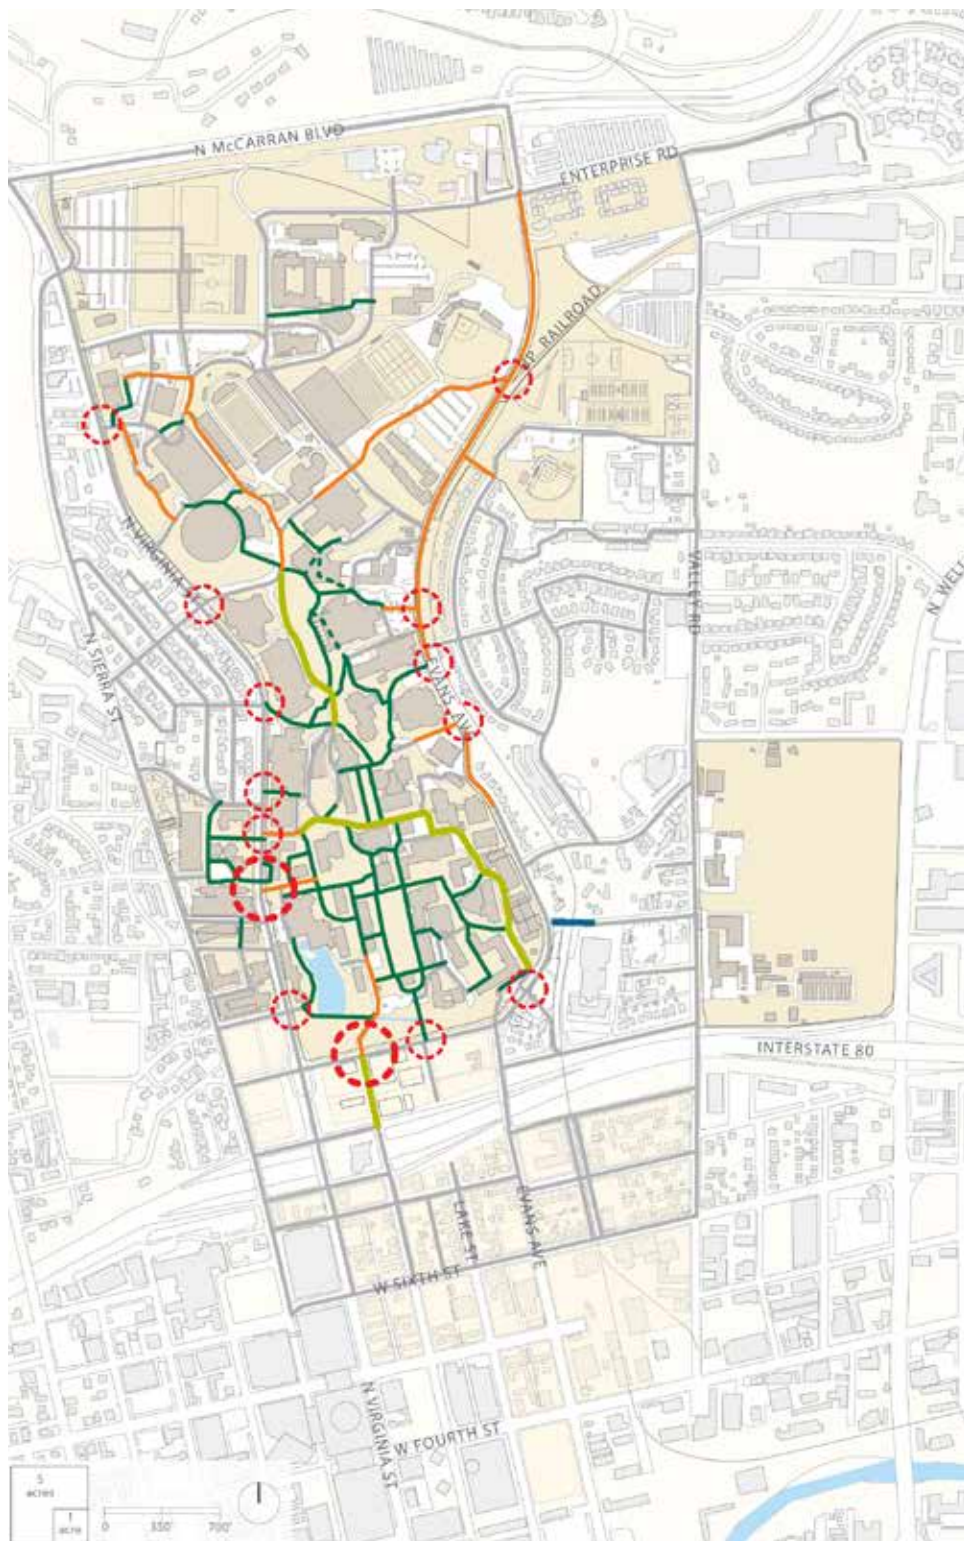 N McCARRAN BLVD
ENTERPRISE RD
UP RAILROAD
N VIRGINIA
N SIERRA ST
VALLEY RD
EVANS AV
INTERSTATE 80
LAKE ST
EVANS AVE
W SIXTH ST
N VIRGINIA ST
W FOURTH ST
5
acres
1
acre
0 350' 700'